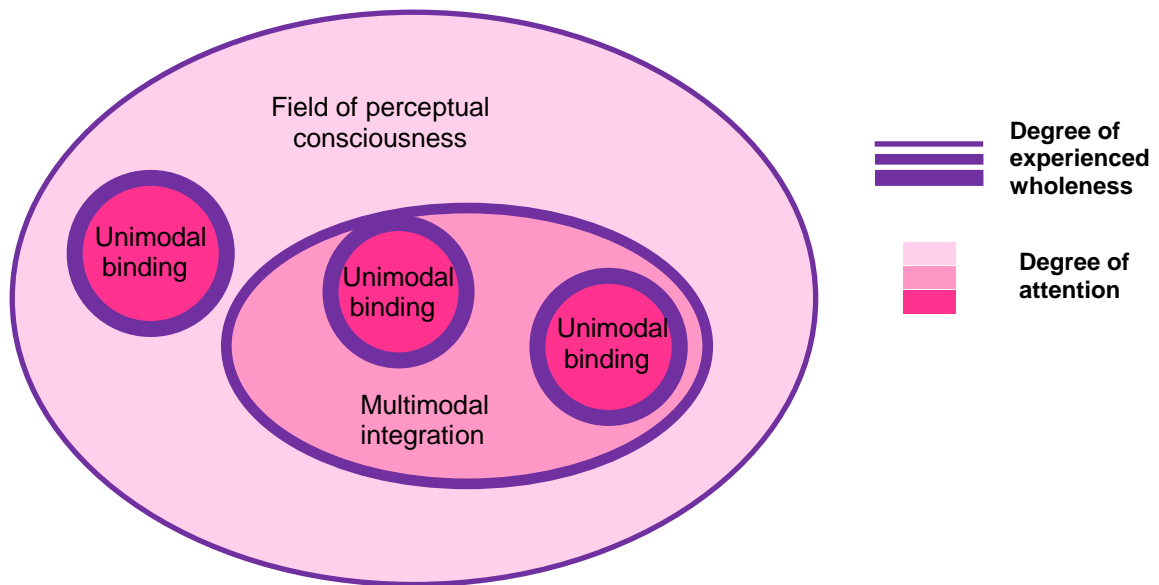 Field of perceptual
consciousness
Unimodal
binding
Unimodal
binding
Unimodal
binding
Multimodal
integration
Degree of
experienced
wholeness
Degree of
attention